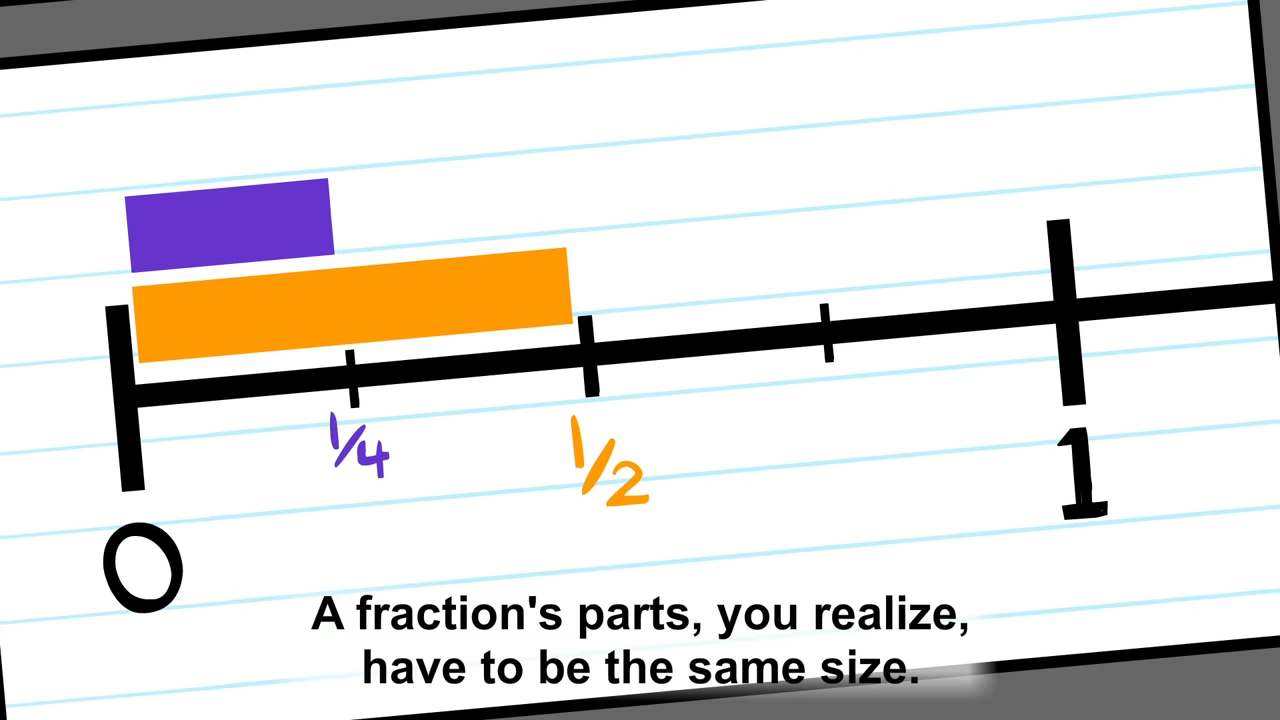 1/4
1/2
1
0
A fraction's parts, you realize,
have to be the same size.